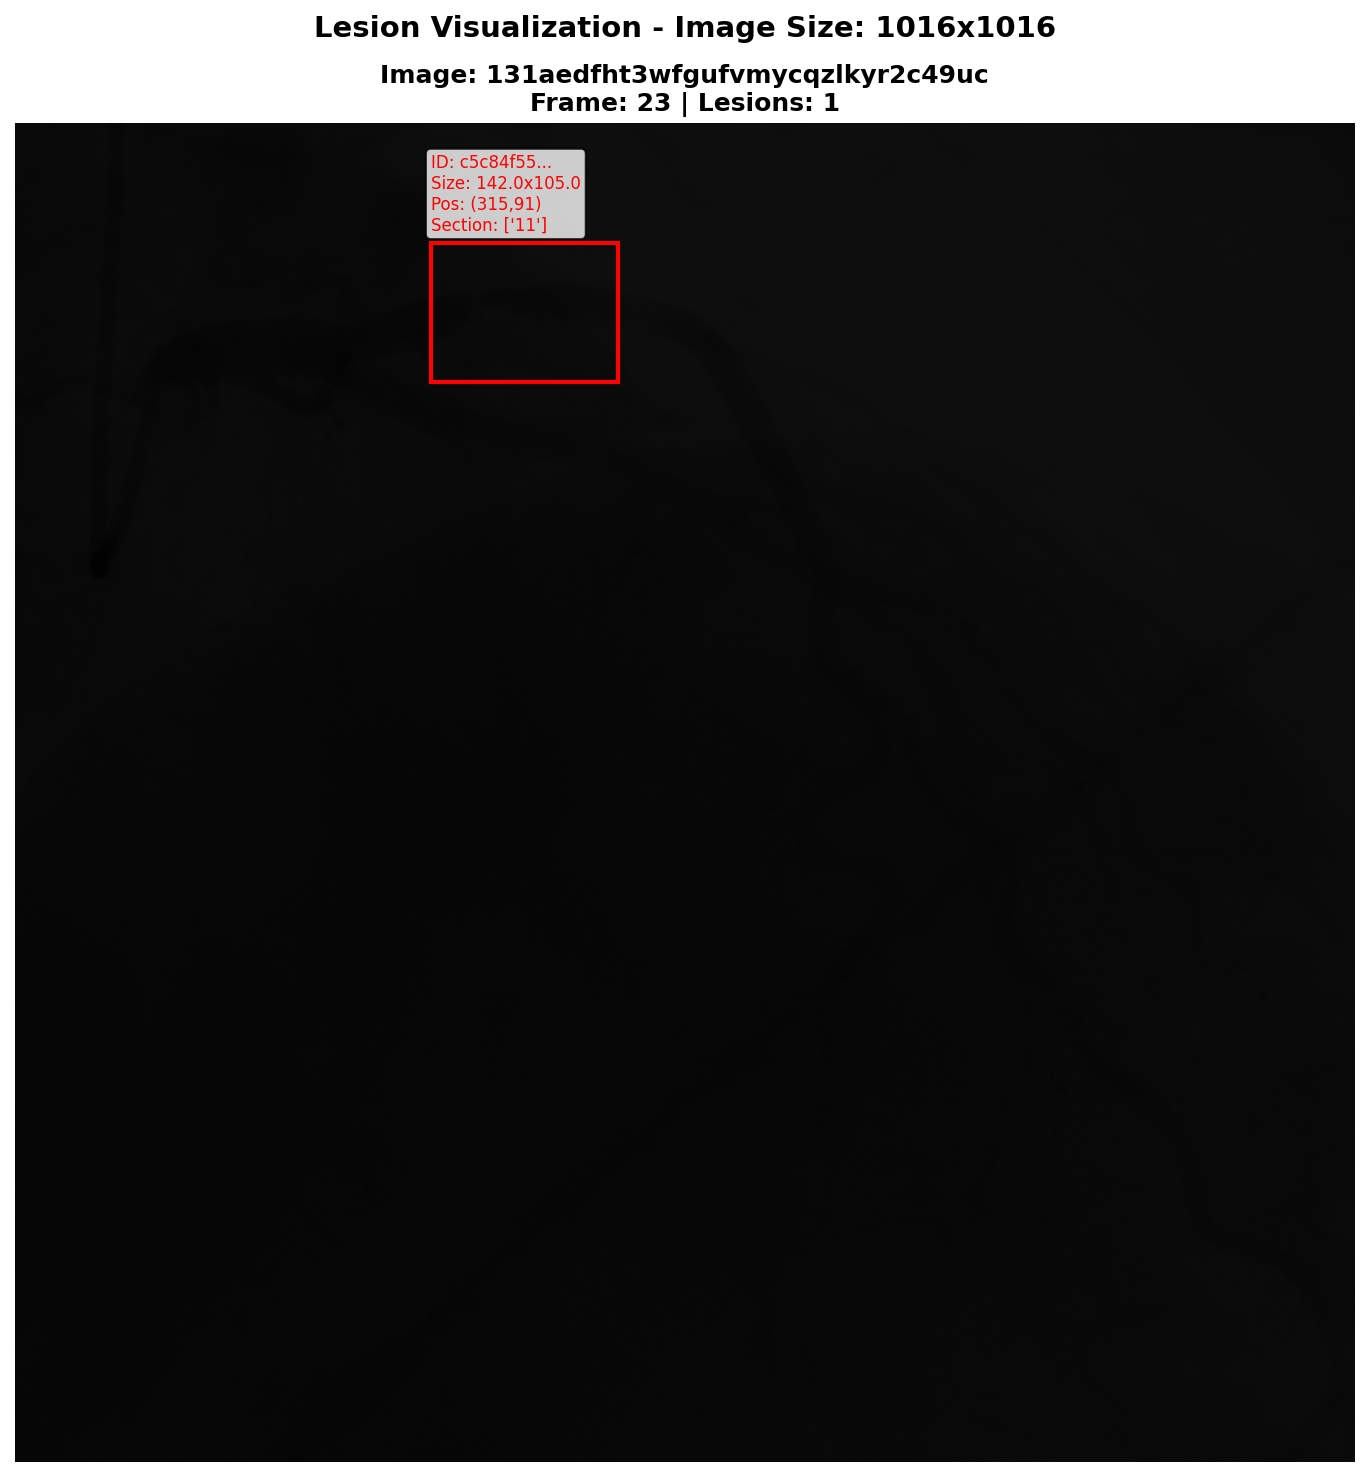 Lesion Visualization - Image Size: 1016x1016
Image: 131aedfht3wfgufvmycqzlkyr2c49uc
Frame: 23 | Lesions: 1
ID: c5c84f55...
Size: 142.0x105.0
Pos: (315,91)
Section: ['11']